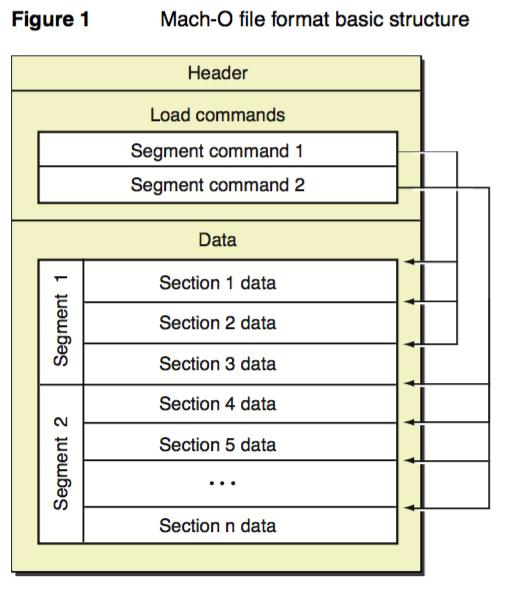 Figure 1 Mach-O file format basic structure
Header
Load commands
Segment command 1
Segment command 2
Data
Segment 1
Section 1 data
Section 2 data
Section 3 data
Segment 2
Section 4 data
Section 5 data
...
Section n data